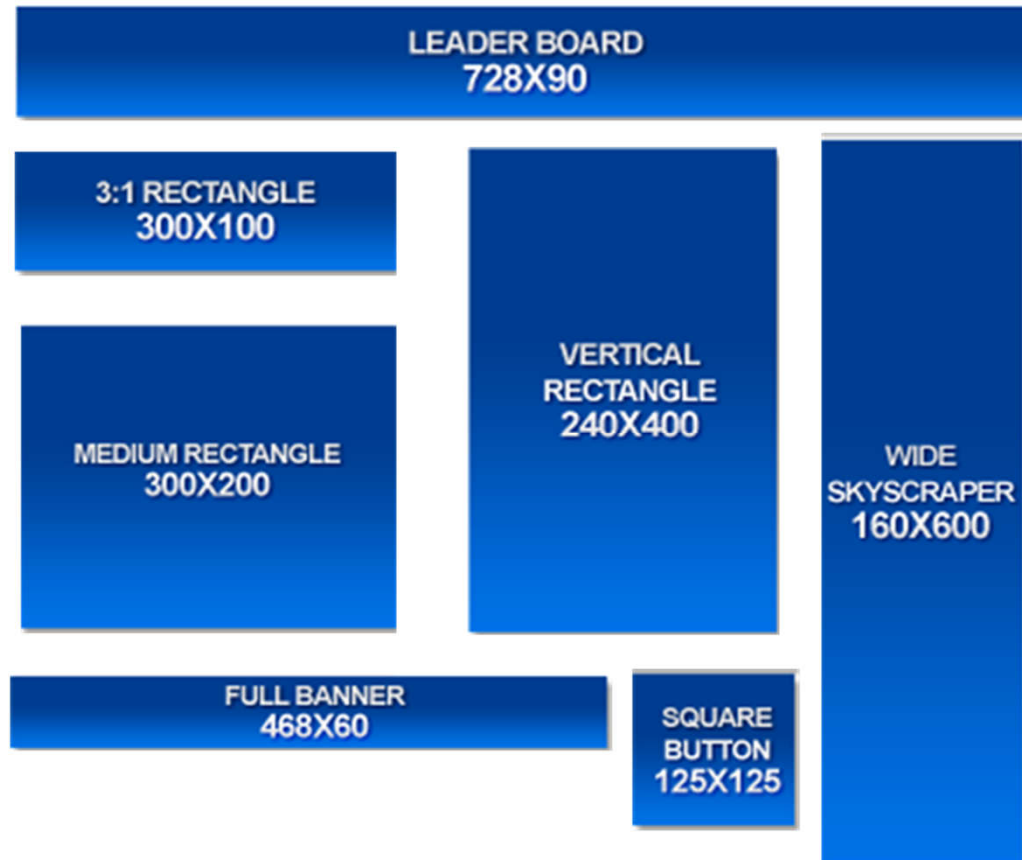 LEADER BOARD
728X90
3:1 RECTANGLE
300X100
VERTICAL
RECTANGLE
240X400
MEDIUM RECTANGLE
300X200
WIDE
SKYSCRAPER
160X600
FULL BANNER
468X60
SQUARE
BUTTON
125X125